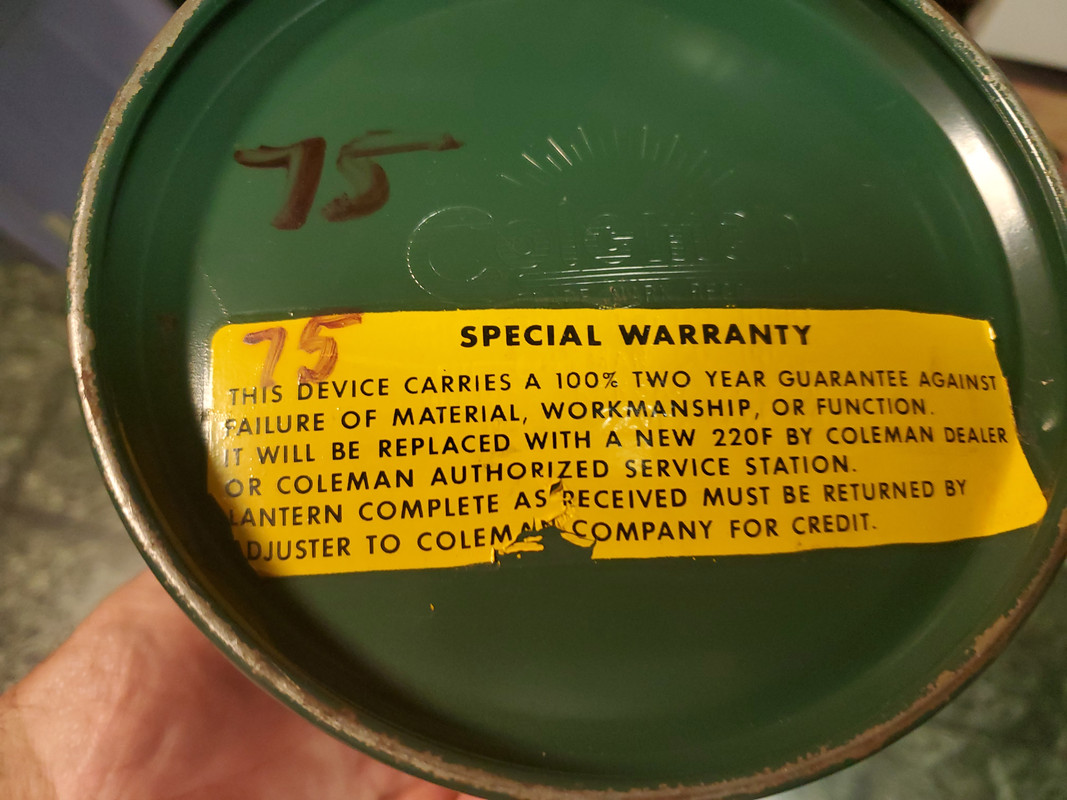 75
Coleman
75
SPECIAL WARRANTY
THIS DEVICE CARRIES A 100% TWO YEAR GUARANTEE AGAINST
FAILURE OF MATERIAL, WORKMANSHIP, OR FUNCTION.
IT WILL BE REPLACED WITH A NEW 220F BY COLEMAN DEALER
OR COLEMAN AUTHORIZED SERVICE STATION.
LANTERN COMPLETE AS RECEIVED MUST BE RETURNED BY
ADJUSTER TO COLEMAN COMPANY FOR CREDIT.